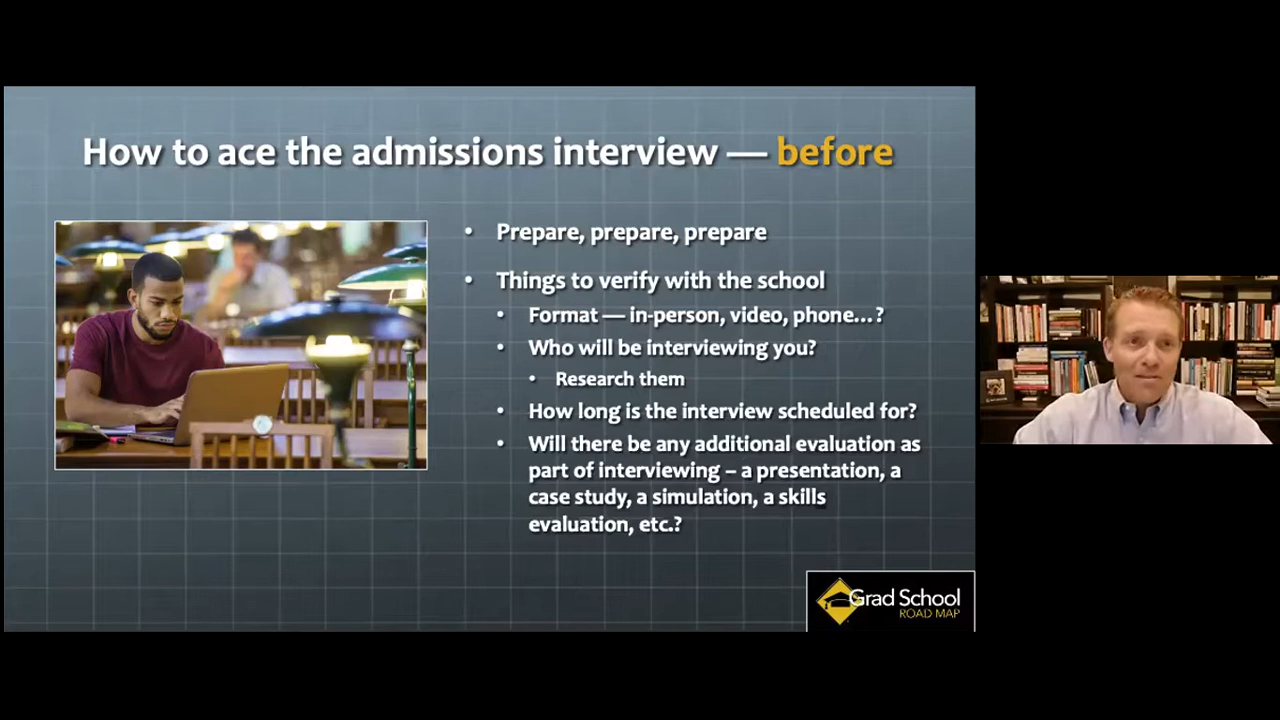 How to ace the admissions interview — before
• Prepare, prepare, prepare
• Things to verify with the school
• Format — in-person, video, phone...?
• Who will be interviewing you?
• Research them
• How long is the interview scheduled for?
• Will there be any additional evaluation as
part of interviewing – a presentation, a
case study, a simulation, a skills
evaluation, etc.?
Grad School
ROAD MAP